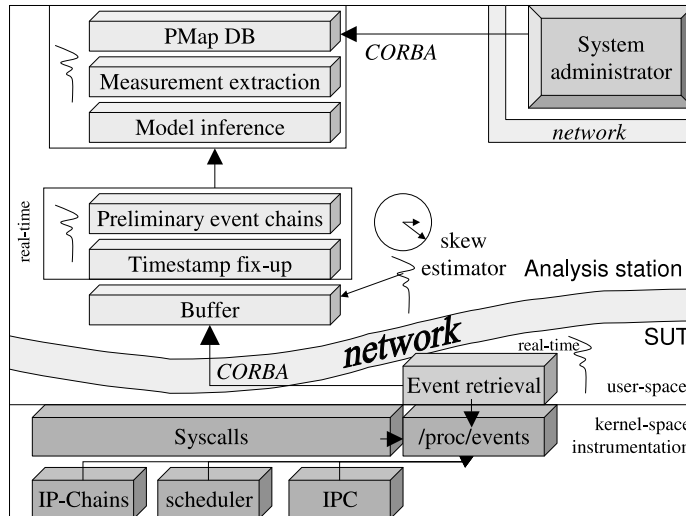 PMap DB
CORBA
System
administrator
Measurement extraction
Model inference
network
real-time
Preliminary event chains
skew
estimator
Timestamp fix-up
Analysis station
Buffer
network
real-time
SUT
CORBA
Event retrieval
user-space
Syscalls
/proc/events
kernel-space
instrumentation
IP-Chains
scheduler
IPC